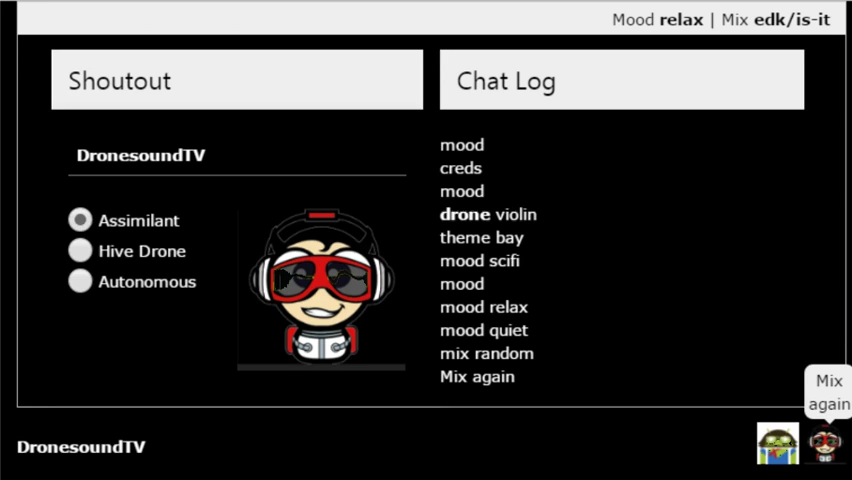 Mood relax | Mix edk/is-it
Shoutout
Chat Log
DronesoundTV
Assimilant
Hive Drone
Autonomous
mood
creds
mood
drone violin
theme bay
mood scifi
mood
mood relax
mood quiet
mix random
Mix again
Mix
again
DronesoundTV